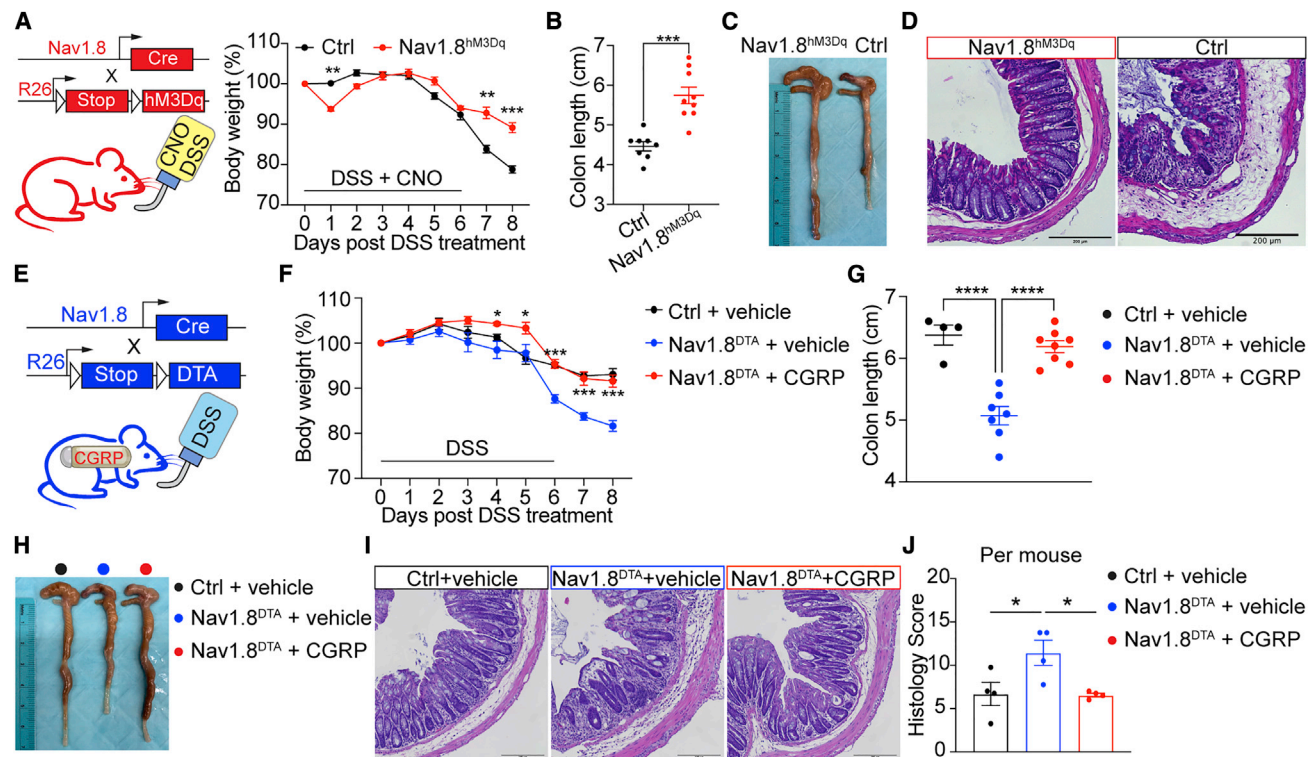 A
Nav1.8
Cre
X
R26
Stop
hM3Dq
CNO
DSS
Body weight (%)
110
100
90
80
70
Ctrl
Nav1.8hM3Dq
**
**
***
DSS + CNO
0 1 2 3 4 5 6 7 8
Days post DSS treatment
B
Colon length (cm)
7
6
5
4
3
***
Ctrl
Nav1.8hM3Dq
C
Nav1.8hM3Dq Ctrl
D
Nav1.8hM3Dq
Ctrl
200 µm
200 µm
E
Nav1.8
Cre
X
R26
Stop
DTA
CGRP
DSS
F
Body weight (%)
110
100
90
80
70
* *
***
*** ***
DSS
0 1 2 3 4 5 6 7 8
Days post DSS treatment
Ctrl + vehicle
Nav1.8DTA + vehicle
Nav1.8DTA + CGRP
G
Colon length (cm)
7
6
5
4
**** ****
Ctrl + vehicle
Nav1.8DTA + vehicle
Nav1.8DTA + CGRP
H
Ctrl + vehicle
Nav1.8DTA + vehicle
Nav1.8DTA + CGRP
I
Ctrl+vehicle
Nav1.8DTA+vehicle
Nav1.8DTA+CGRP
J
Per mouse
Histology Score
20
15
10
5
0
* *
Ctrl + vehicle
Nav1.8DTA + vehicle
Nav1.8DTA + CGRP